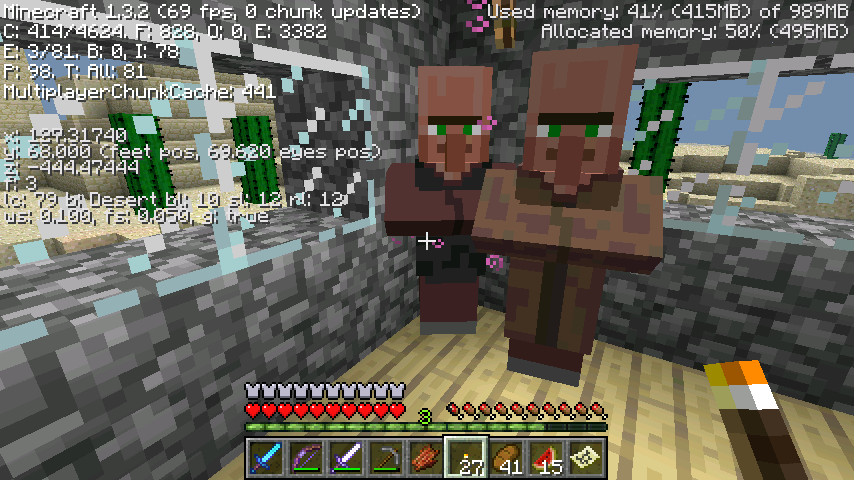 Minecraft 1.3.2 (69 fps, 0 chunk updates)
C: 414/4624, F: 828, O: 0, E: 3382
E: 3/81, B: 0, I: 78
P: 98, T: All: 81
MultiplayerChunkCache: 441
x: 127.31740
y: 68.000 (feet pos, 69.620 eyes pos)
z: -444.47444
f: 3
lc: 79 b: Desert bl: 10 sl: 12 rl: 12
ws: 0.190, fs: 0.050, g: true
Used memory: 41% (415MB) of 989MB
Allocated memory: 50% (495MB)
8
27
41
15